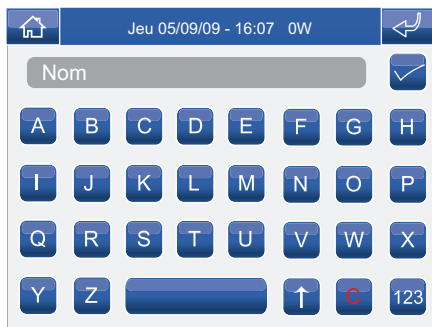 Jeu 05/09/09 - 16:07 0W
Nom
A B C D E F G H
I J K L M N O P
Q R S T U V W X
Y Z ↑ C 123